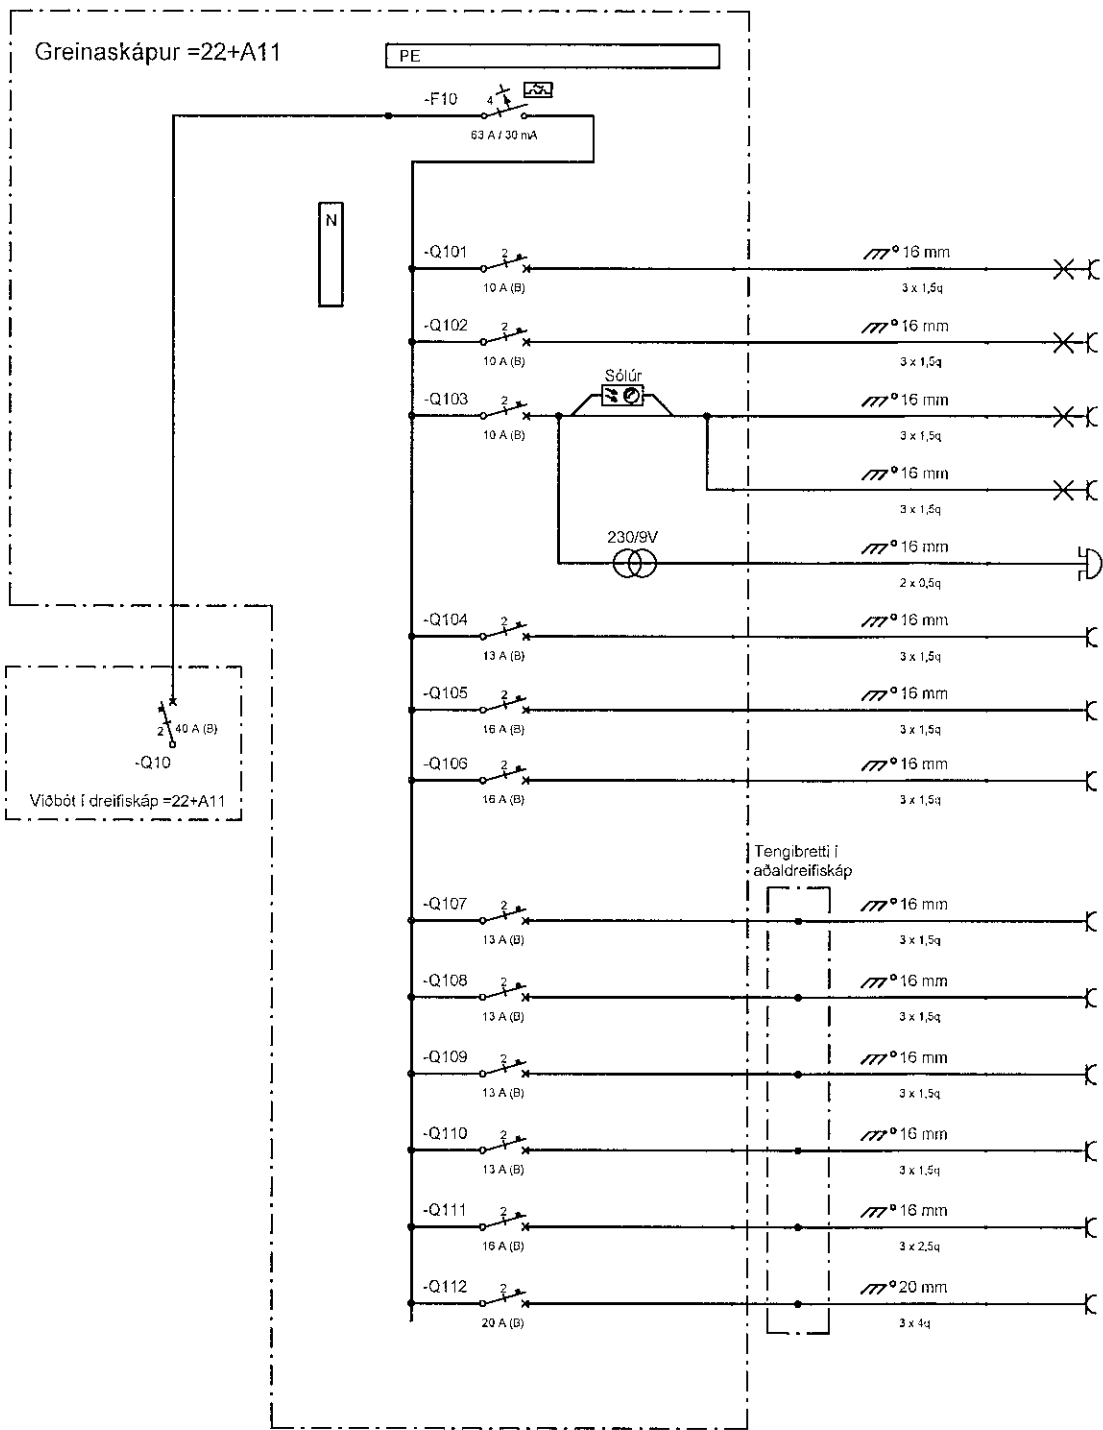 Greinaskápur =22+A11
PE
-F10
4
63 A / 30 mA
N
-Q101
2
10 A (B)
16 mm
3 x 1,5q
-Q102
2
10 A (B)
16 mm
3 x 1,5q
Sólúr
-Q103
2
10 A (B)
16 mm
3 x 1,5q
16 mm
3 x 1,5q
230/9V
16 mm
2 x 0,5q
-Q104
2
13 A (B)
16 mm
3 x 1,5q
-Q105
2
16 A (B)
16 mm
3 x 1,5q
2
40 A (B)
-Q10
Viðbót í dreifiskáp =22+A11
-Q106
2
16 A (B)
16 mm
3 x 1,5q
Tengibretti í
aðaldreifiskáp
-Q107
2
13 A (B)
16 mm
3 x 1,5q
-Q108
2
13 A (B)
16 mm
3 x 1,5q
-Q109
2
13 A (B)
16 mm
3 x 1,5q
-Q110
2
13 A (B)
16 mm
3 x 1,5q
-Q111
2
16 A (B)
16 mm
3 x 2,5q
-Q112
2
20 A (B)
20 mm
3 x 4q